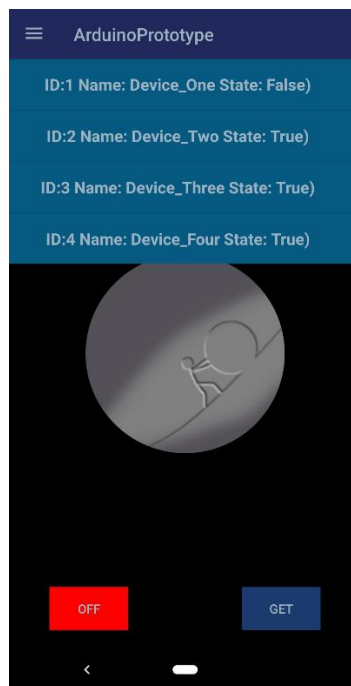 ArduinoPrototype
ID:1 Name: Device_One State: False)
ID:2 Name: Device_Two State: True)
ID:3 Name: Device_Three State: True)
ID:4 Name: Device_Four State: True)
OFF GET